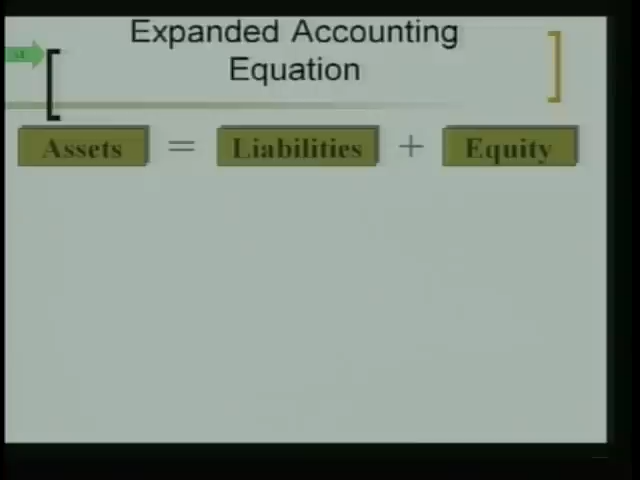 Expanded Accounting
Equation
Assets = Liabilities + Equity